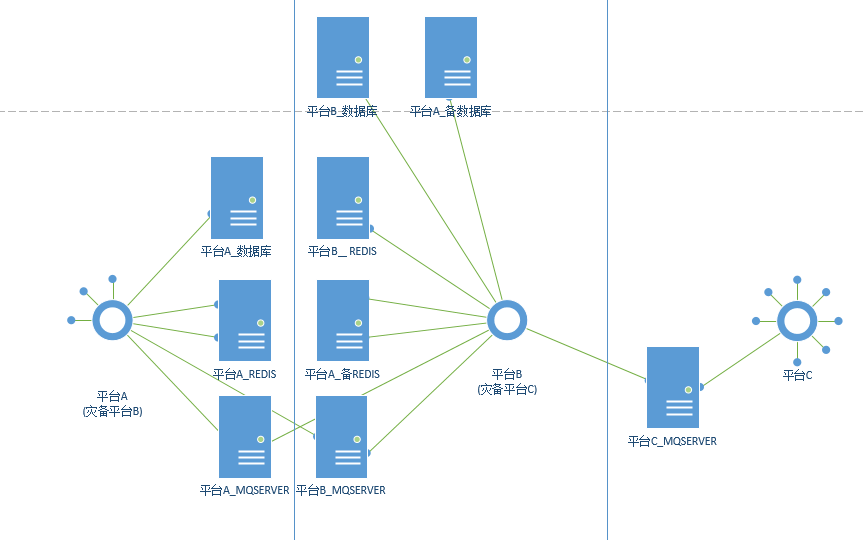 平台B_数据库
平台A_备数据库
平台A_数据库
平台B__REDIS
平台A_REDIS
平台A_备REDIS
平台A
(灾备平台B)
平台B
(灾备平台C)
平台C
平台C_MQSERVER
平台A_MQSERVER
平台B_MQSERVER